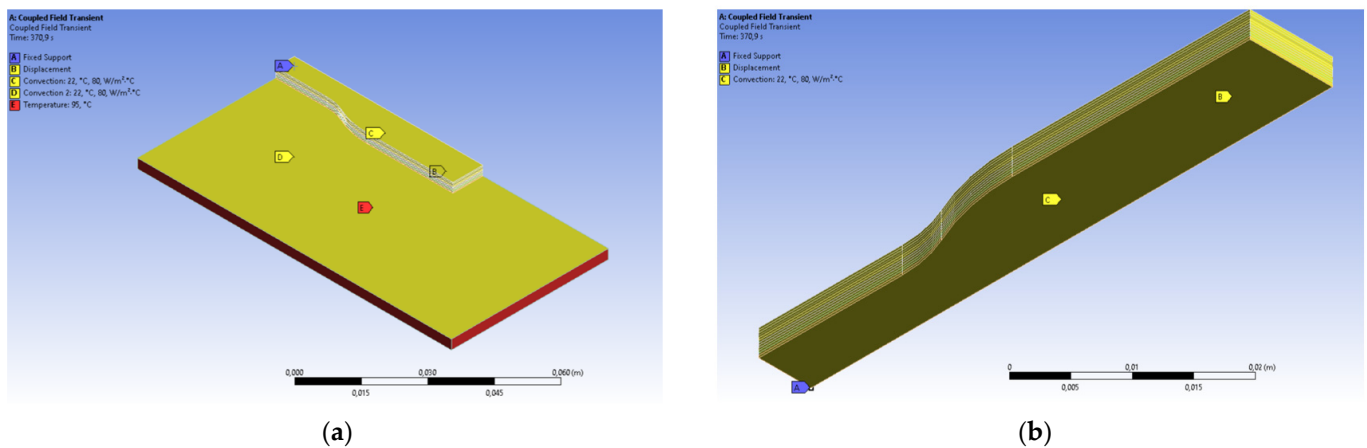 A: Coupled Field Transient
Coupled Field Transient
Time: 370,9 s
A Fixed Support
B Displacement
C Convection: 22, °C, 80, W/m²·°C
D Convection 2: 22, °C, 80, W/m²·°C
E Temperature: 95, °C
A
C
B
D
E
0,000 0,030 0,060 (m)
0,015 0,045
(a)
A: Coupled Field Transient
Coupled Field Transient
Time: 370,9 s
A Fixed Support
B Displacement
C Convection: 22, °C, 80, W/m²·°C
B
C
A
0 0,01 0,02 (m)
0,005 0,015
(b)